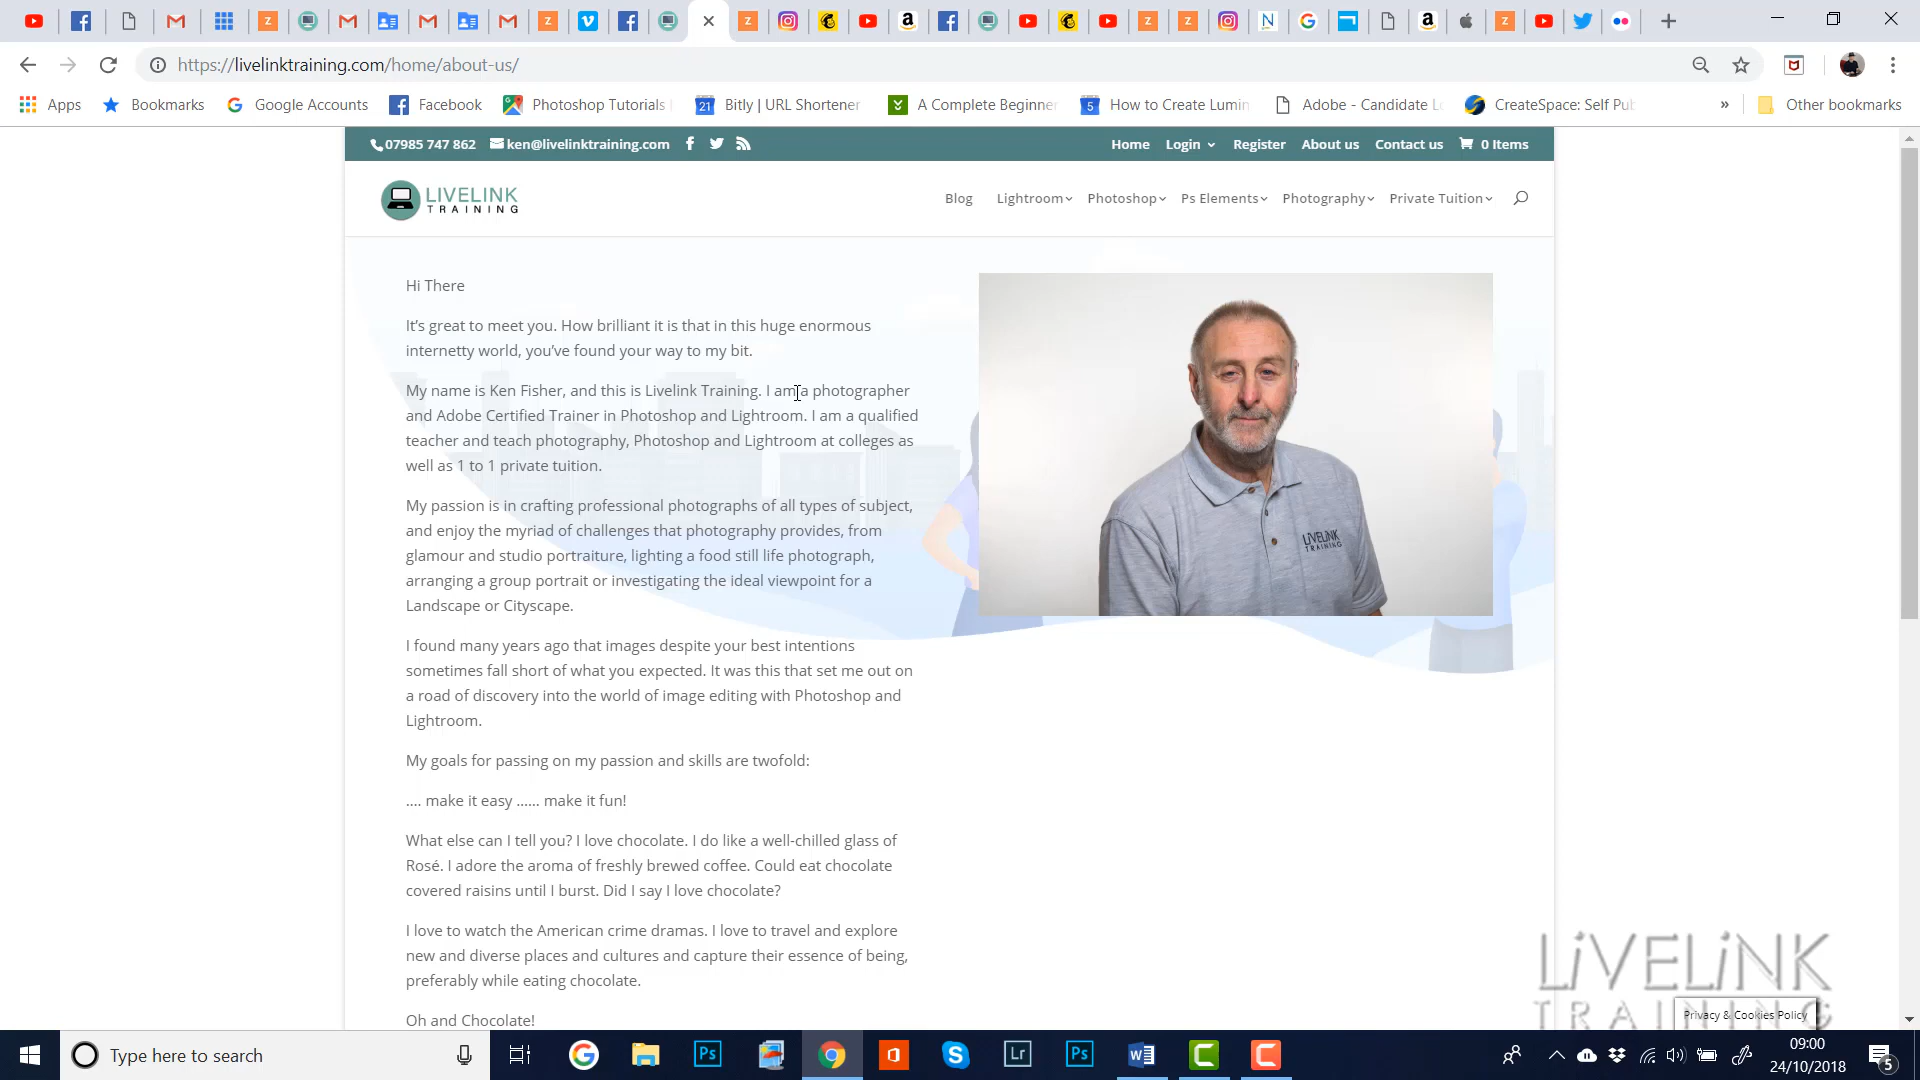 https://livelinktraining.com/home/about-us/
Apps
Bookmarks
Google Accounts
Facebook
Photoshop Tutorials
Bitly | URL Shortener
A Complete Beginner
How to Create Lumin
Adobe - Candidate Lo
CreateSpace: Self Pub
»
Other bookmarks
07985 747 862
ken@livelinktraining.com
Home
Login
Register
About us
Contact us
0 Items
LIVELINK
TRAINING
Blog
Lightroom
Photoshop
Ps Elements
Photography
Private Tuition
Hi There
It's great to meet you. How brilliant it is that in this huge enormous
internetty world, you've found your way to my bit.
My name is Ken Fisher, and this is Livelink Training. I am a photographer
and Adobe Certified Trainer in Photoshop and Lightroom. I am a qualified
teacher and teach photography, Photoshop and Lightroom at colleges as
well as 1 to 1 private tuition.
My passion is in crafting professional photographs of all types of subject,
and enjoy the myriad of challenges that photography provides, from
glamour and studio portraiture, lighting a food still life photograph,
arranging a group portrait or investigating the ideal viewpoint for a
Landscape or Cityscape.
I found many years ago that images despite your best intentions
sometimes fall short of what you expected. It was this that set me out on
a road of discovery into the world of image editing with Photoshop and
Lightroom.
My goals for passing on my passion and skills are twofold:
.... make it easy ...... make it fun!
What else can I tell you? I love chocolate. I do like a well-chilled glass of
Rosé. I adore the aroma of freshly brewed coffee. Could eat chocolate
covered raisins until I burst. Did I say I love chocolate?
I love to watch the American crime dramas. I love to travel and explore
new and diverse places and cultures and capture their essence of being,
preferably while eating chocolate.
Oh and Chocolate!
LIVELINK
TRAINING
LiVELiNK
TRAINING
Privacy & Cookies Policy
Type here to search
09:00
24/10/2018
5